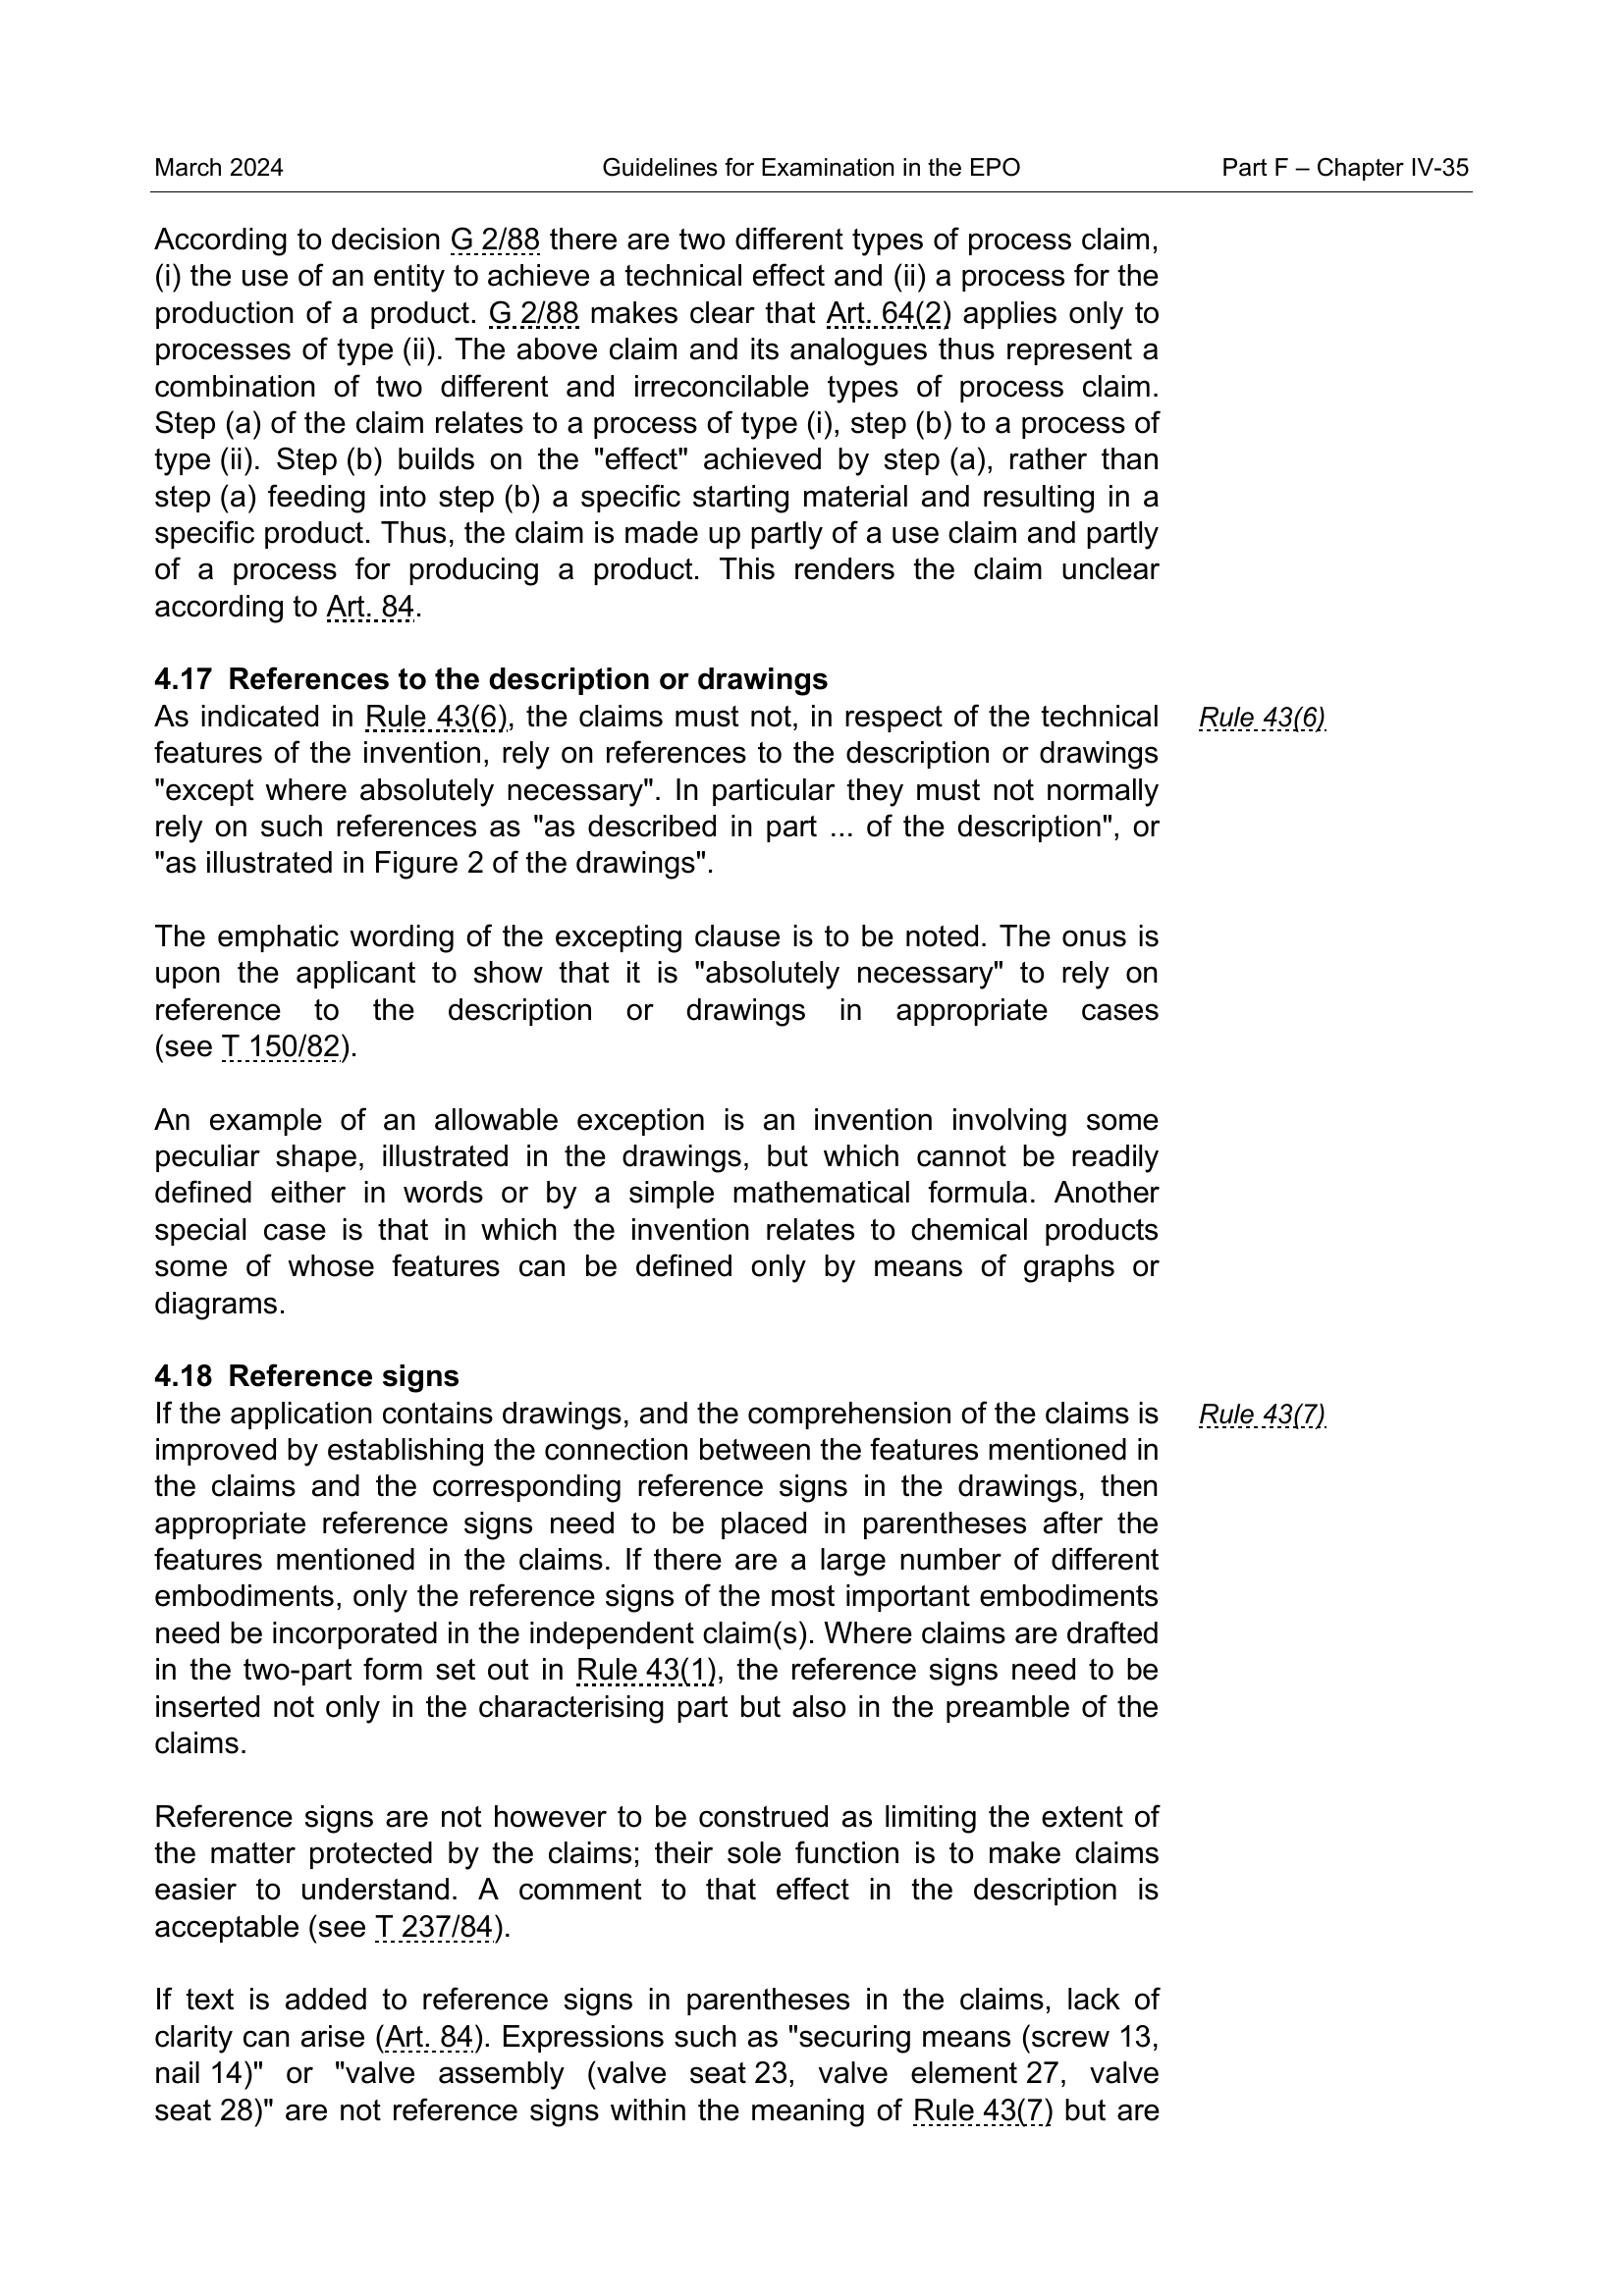 March 2024 Guidelines for Examination in the EPO Part F – Chapter IV-35
According to decision G 2/88 there are two different types of process claim,
(i) the use of an entity to achieve a technical effect and (ii) a process for the
production of a product. G 2/88 makes clear that Art. 64(2) applies only to
processes of type (ii). The above claim and its analogues thus represent a
combination of two different and irreconcilable types of process claim.
Step (a) of the claim relates to a process of type (i), step (b) to a process of
type (ii). Step (b) builds on the "effect" achieved by step (a), rather than
step (a) feeding into step (b) a specific starting material and resulting in a
specific product. Thus, the claim is made up partly of a use claim and partly
of a process for producing a product. This renders the claim unclear
according to Art. 84.
4.17 References to the description or drawings
As indicated in Rule 43(6), the claims must not, in respect of the technical Rule 43(6)
features of the invention, rely on references to the description or drawings
"except where absolutely necessary". In particular they must not normally
rely on such references as "as described in part ... of the description", or
"as illustrated in Figure 2 of the drawings".
The emphatic wording of the excepting clause is to be noted. The onus is
upon the applicant to show that it is "absolutely necessary" to rely on
reference to the description or drawings in appropriate cases
(see T 150/82).
An example of an allowable exception is an invention involving some
peculiar shape, illustrated in the drawings, but which cannot be readily
defined either in words or by a simple mathematical formula. Another
special case is that in which the invention relates to chemical products
some of whose features can be defined only by means of graphs or
diagrams.
4.18 Reference signs
If the application contains drawings, and the comprehension of the claims is Rule 43(7)
improved by establishing the connection between the features mentioned in
the claims and the corresponding reference signs in the drawings, then
appropriate reference signs need to be placed in parentheses after the
features mentioned in the claims. If there are a large number of different
embodiments, only the reference signs of the most important embodiments
need be incorporated in the independent claim(s). Where claims are drafted
in the two-part form set out in Rule 43(1), the reference signs need to be
inserted not only in the characterising part but also in the preamble of the
claims.
Reference signs are not however to be construed as limiting the extent of
the matter protected by the claims; their sole function is to make claims
easier to understand. A comment to that effect in the description is
acceptable (see T 237/84).
If text is added to reference signs in parentheses in the claims, lack of
clarity can arise (Art. 84). Expressions such as "securing means (screw 13,
nail 14)" or "valve assembly (valve seat 23, valve element 27, valve
seat 28)" are not reference signs within the meaning of Rule 43(7) but are